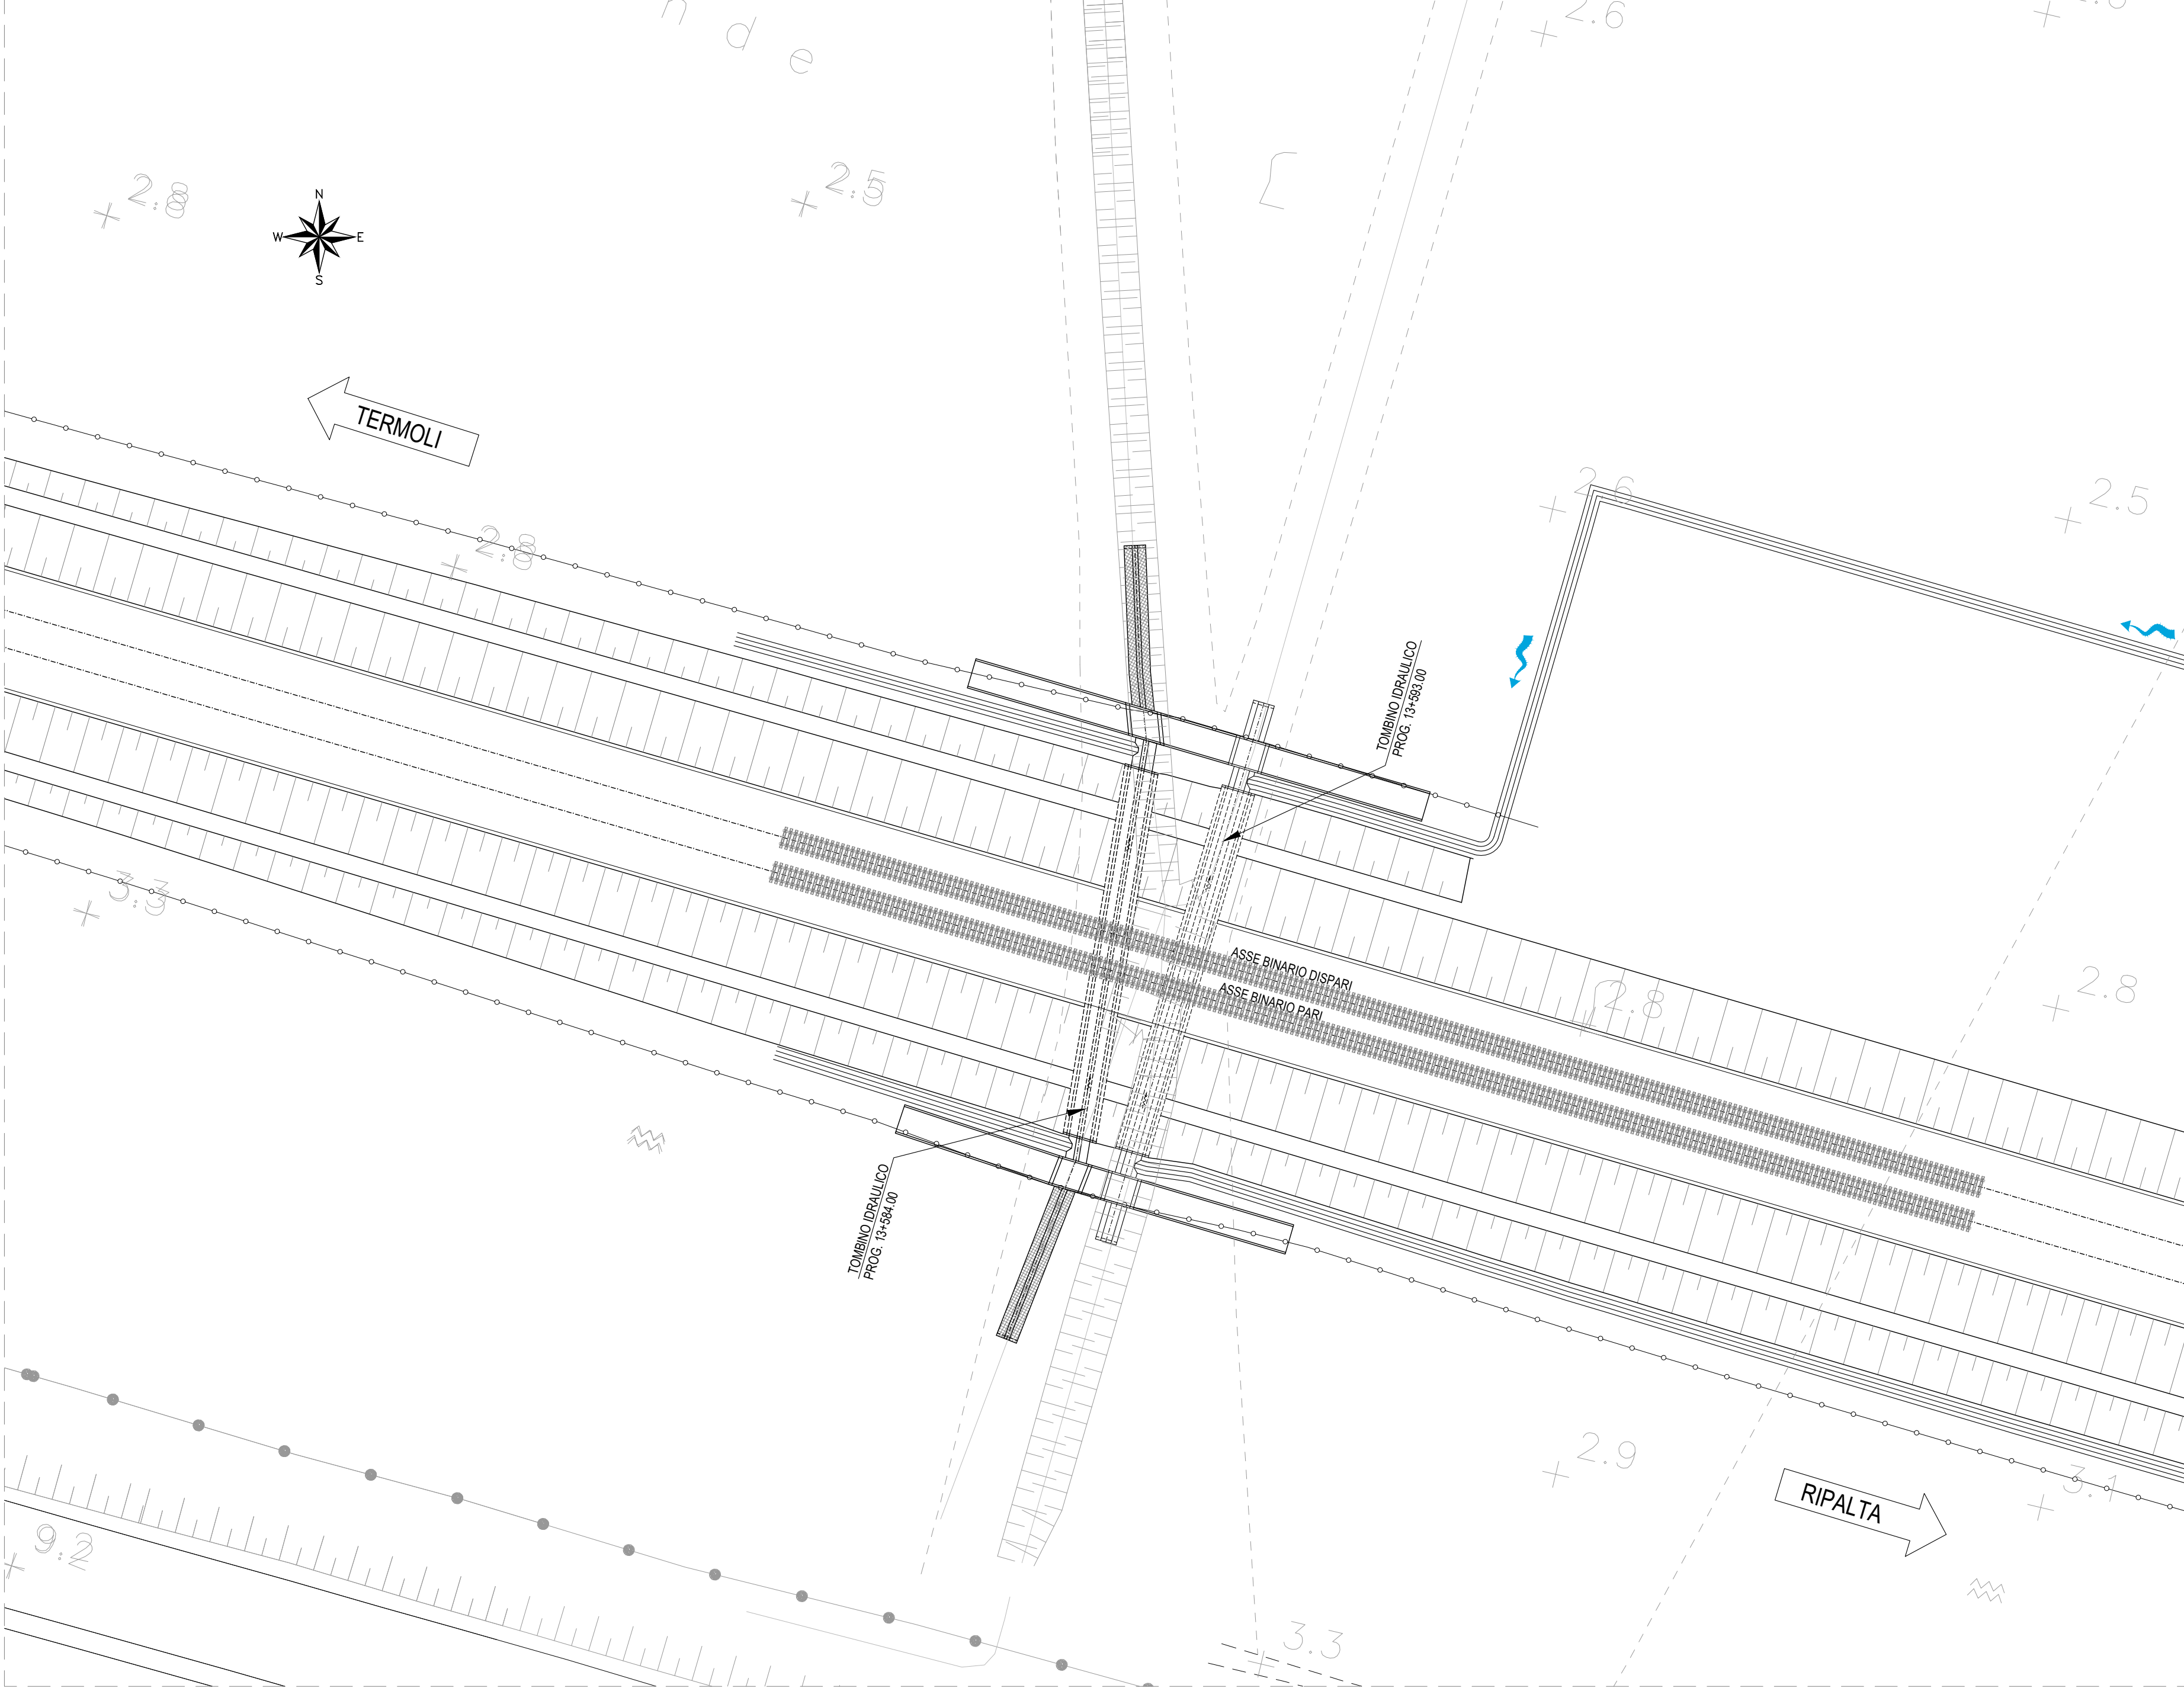 n d e
2.6
2.8
2.5
N
W E
S
TERMOLI
2.6
2.5
2.8
TOMBINO IDRAULICO
PROG. 13+593.00
3.3
ASSE BINARIO DISPARI
ASSE BINARIO PARI
2.8
2.8
TOMBINO IDRAULICO
PROG. 13+584.00
2.9
3.1
RIPALTA
9.2
3.3